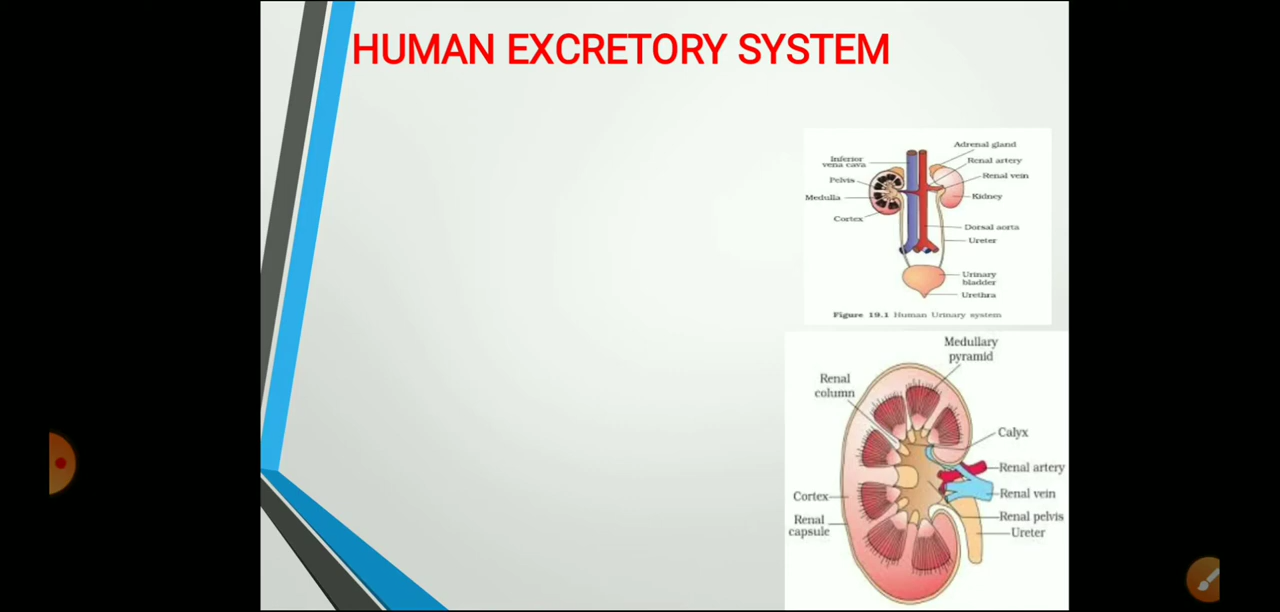 HUMAN EXCRETORY SYSTEM
Adrenal gland
Inferior
vena cava
Renal artery
Pelvis
Renal vein
Medulla
Kidney
Cortex
Dorsal aorta
Ureter
Urinary
bladder
Urethra
Figure 19.1 Human Urinary system
Medullary
pyramid
Renal
column
Calyx
Renal artery
Cortex
Renal vein
Renal
capsule
Renal pelvis
Ureter